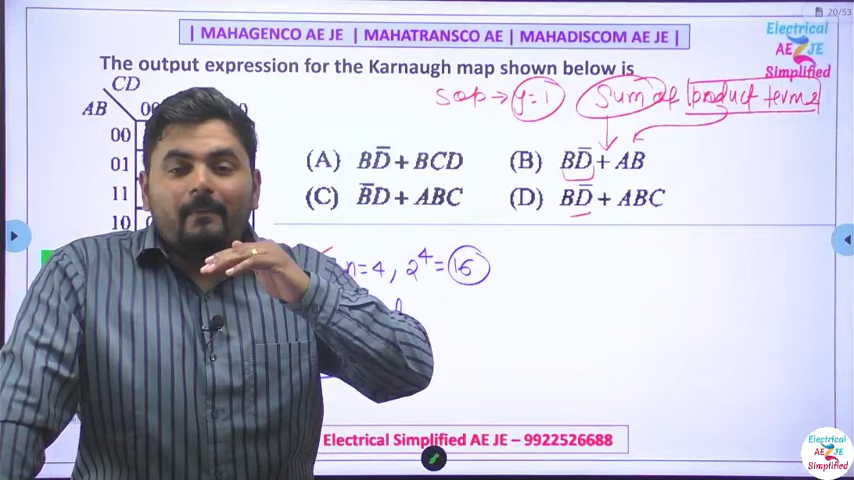 20/53
| MAHAGENCO AE JE | MAHATRANSCO AE | MAHADISCOM AE JE |
Electrical
AE JE
Simplified
The output expression for the Karnaugh map shown below is
SOP → y=1 Sum of product terms
CD
AB
00
01
11
10
(A) BD̅ + BCD (B) BD̅ + AB
(C) B̅D + ABC (D) BD̅ + ABC
n=4, 2⁴ = 16
Electrical Simplified AE JE – 9922526688
Electrical
AE JE
Simplified